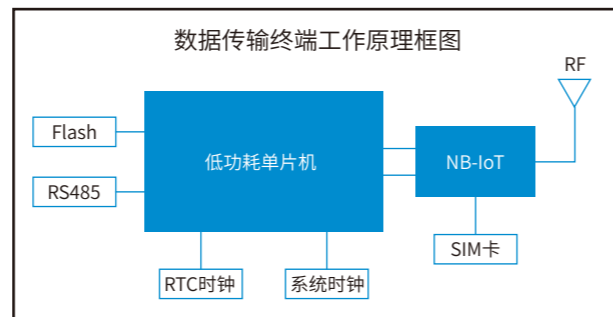 数据传输终端工作原理框图
RF
Flash
低功耗单片机
NB-IoT
RS485
SIM卡
RTC时钟
系统时钟